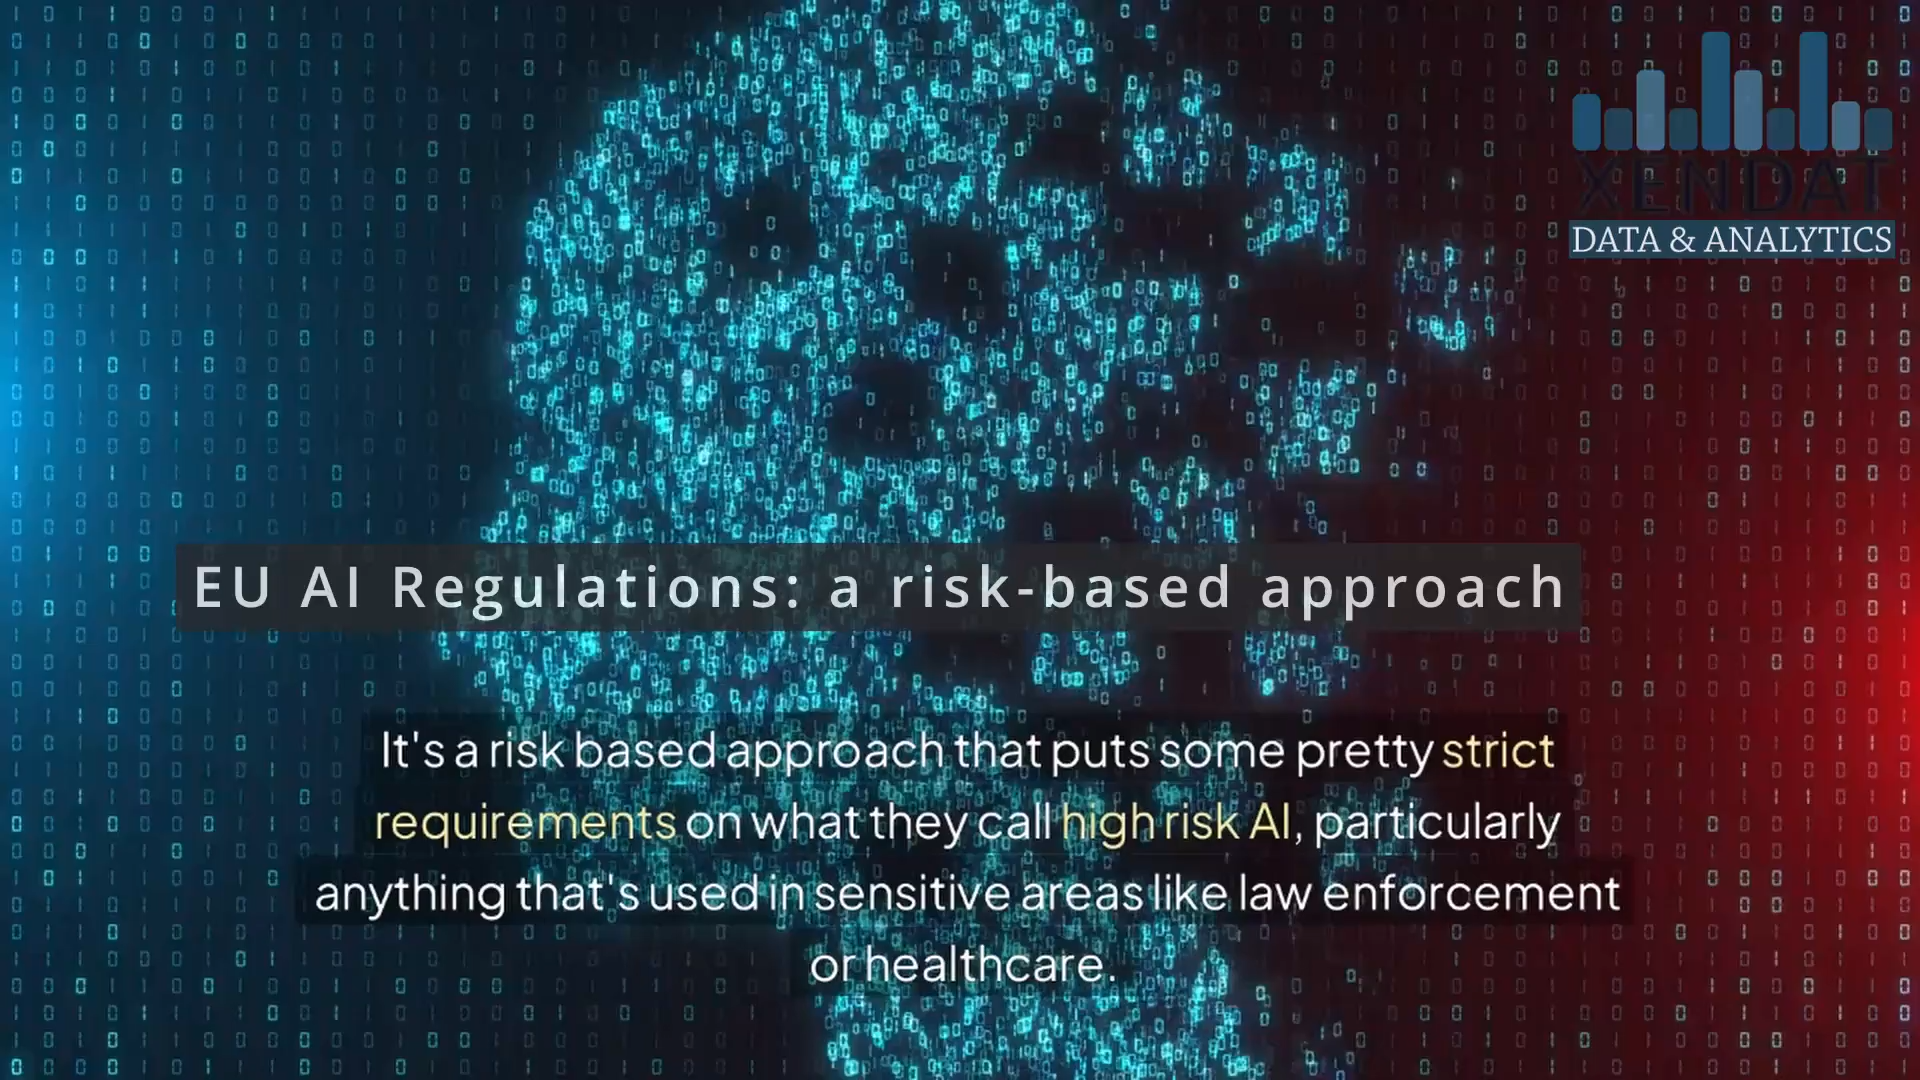 XENDAT
DATA & ANALYTICS
EU AI Regulations: a risk-based approach
It's a risk based approach that puts some pretty strict
requirements on what they call high risk AI, particularly
anything that's used in sensitive areas like law enforcement
or healthcare.